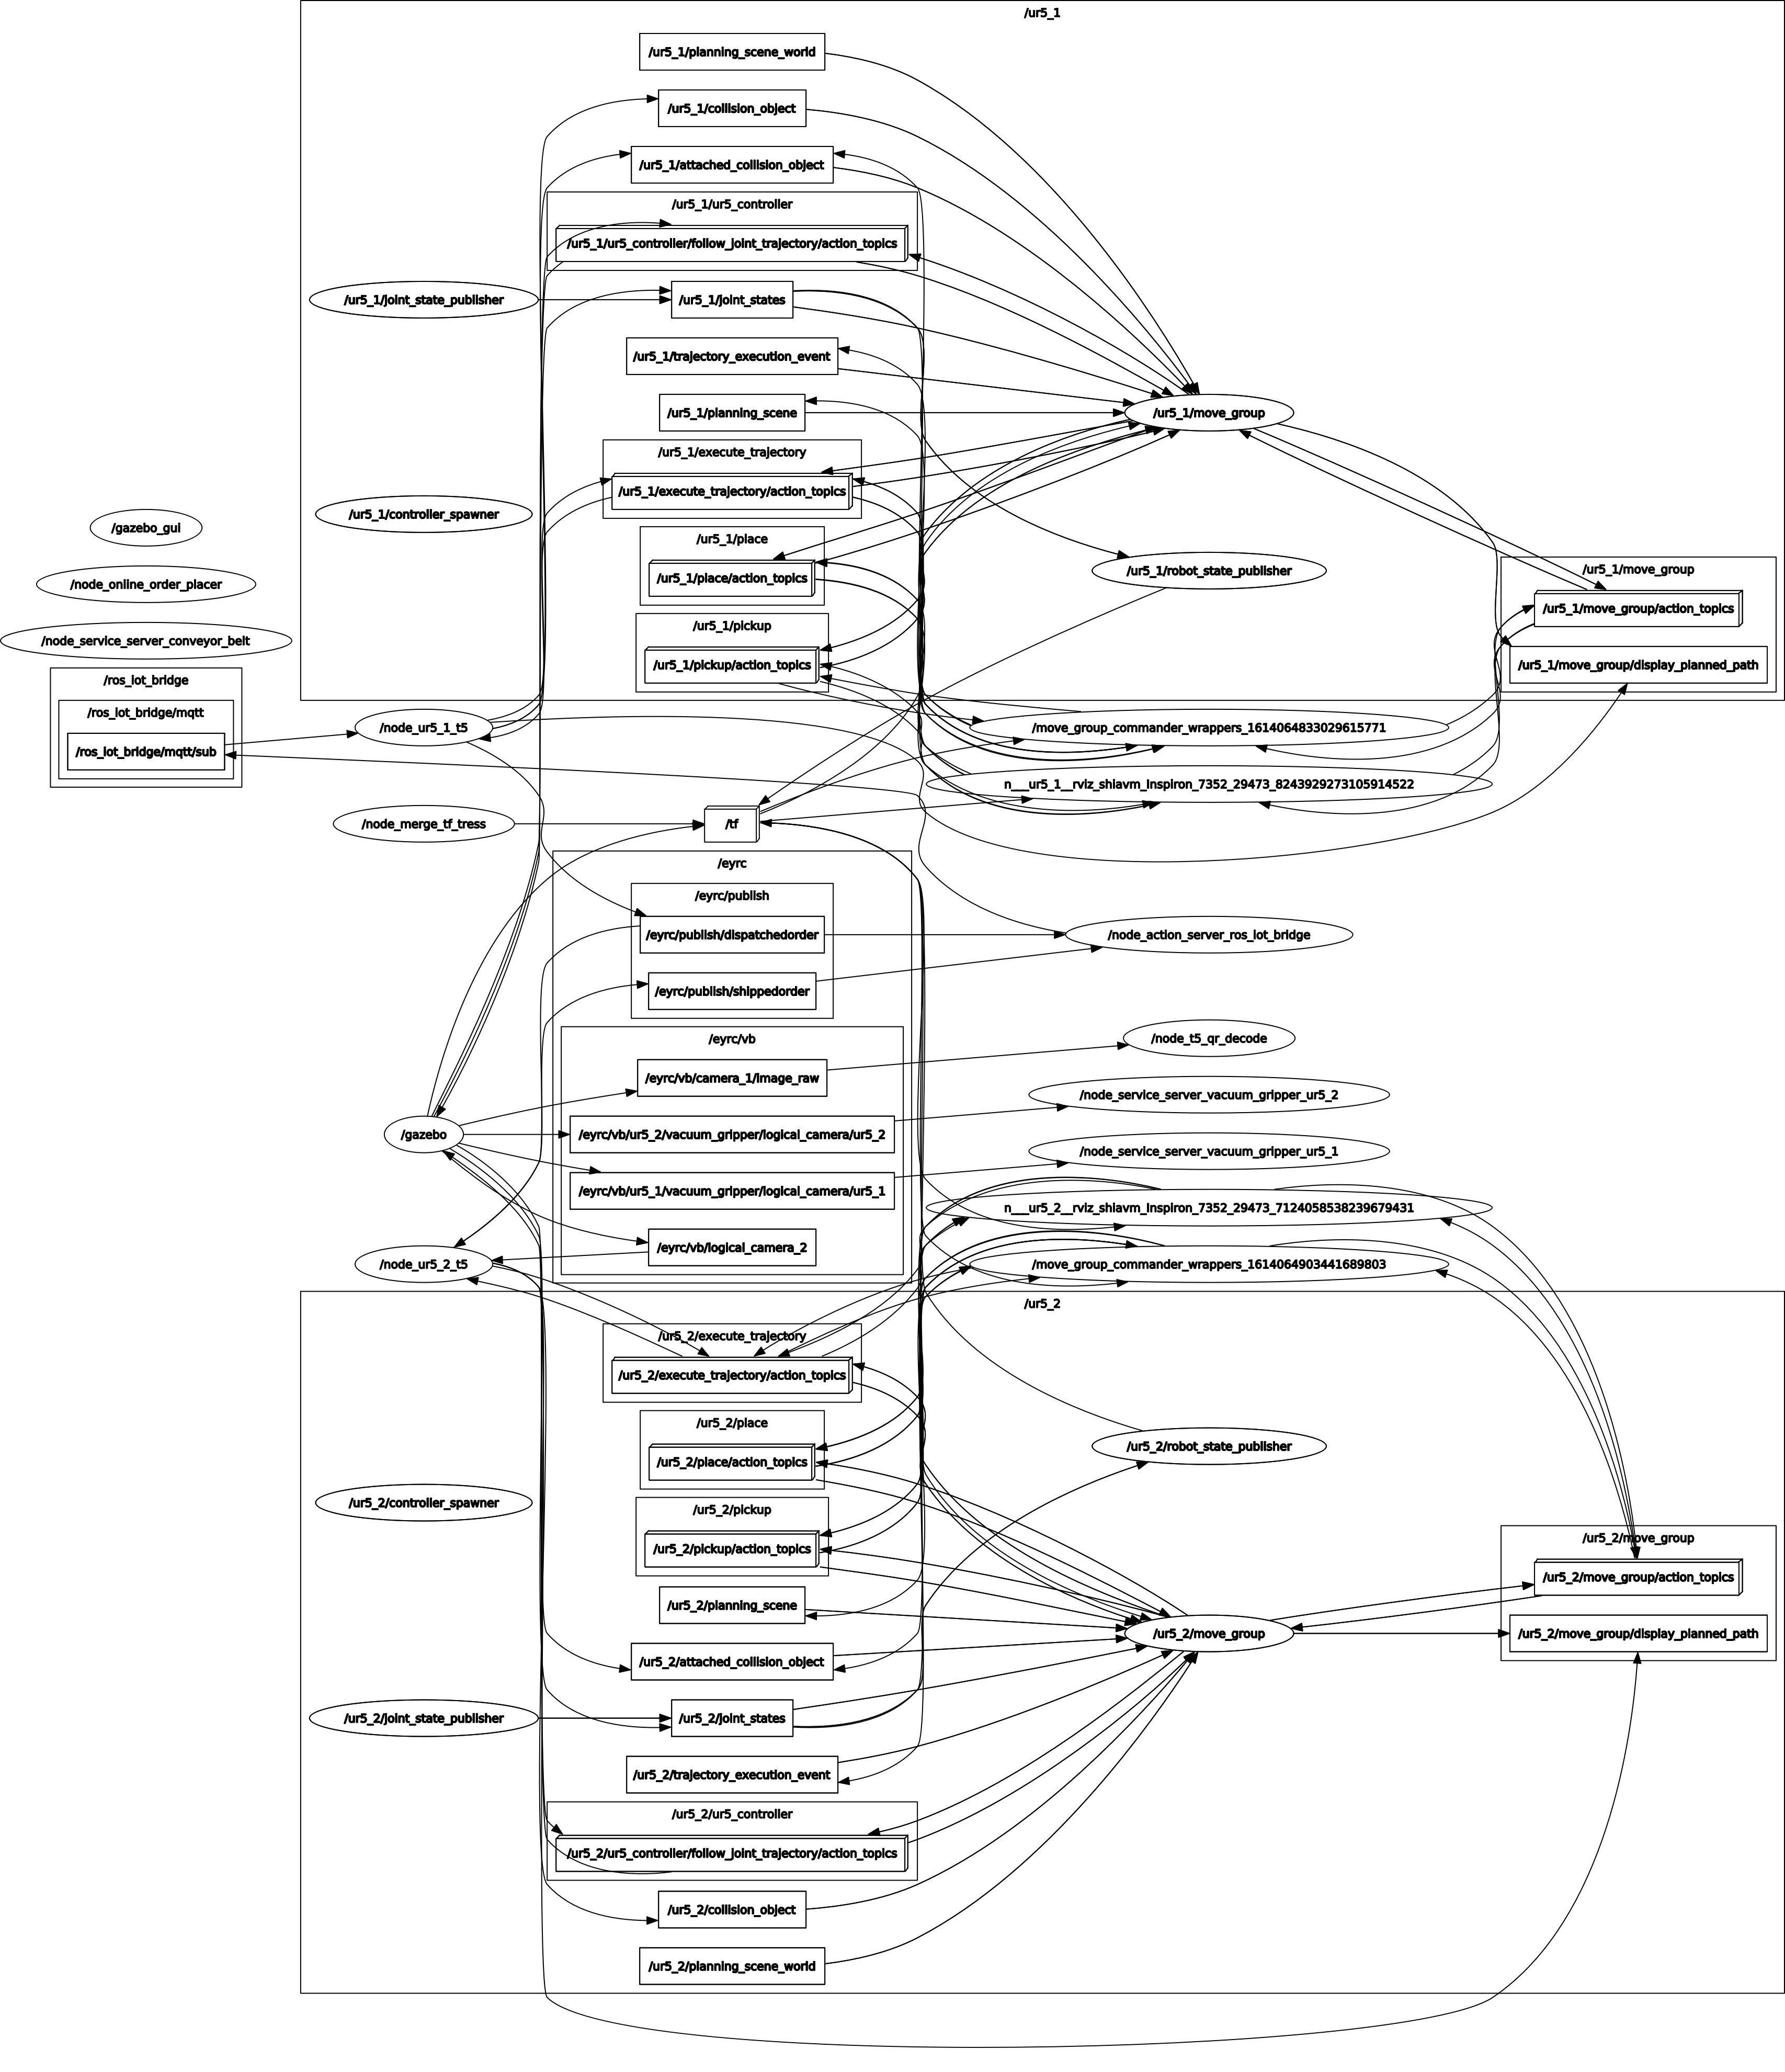 /ur5_1
/ur5_1/planning_scene_world
/ur5_1/collision_object
/ur5_1/attached_collision_object
/ur5_1/ur5_controller
/ur5_1/ur5_controller/follow_joint_trajectory/action_topics
/ur5_1/joint_state_publisher
/ur5_1/joint_states
/ur5_1/trajectory_execution_event
/ur5_1/planning_scene
/ur5_1/move_group
/ur5_1/execute_trajectory
/ur5_1/execute_trajectory/action_topics
/ur5_1/controller_spawner
/gazebo_gui
/ur5_1/place
/ur5_1/place/action_topics
/ur5_1/robot_state_publisher
/ur5_1/move_group
/node_online_order_placer
/ur5_1/move_group/action_topics
/ur5_1/pickup
/node_service_server_conveyor_belt
/ur5_1/pickup/action_topics
/ur5_1/move_group/display_planned_path
/ros_iot_bridge
/ros_iot_bridge/mqtt
/ros_iot_bridge/mqtt/sub
/node_ur5_1_t5
/move_group_commander_wrappers_1614064833029615771
n___ur5_1__rviz_shiavm_Inspiron_7352_29473_8243929273105914522
/node_merge_tf_tress
/tf
/eyrc
/eyrc/publish
/eyrc/publish/dispatchedorder
/node_action_server_ros_iot_bridge
/eyrc/publish/shippedorder
/eyrc/vb
/node_t5_qr_decode
/eyrc/vb/camera_1/image_raw
/node_service_server_vacuum_gripper_ur5_2
/gazebo
/eyrc/vb/ur5_2/vacuum_gripper/logical_camera/ur5_2
/node_service_server_vacuum_gripper_ur5_1
/eyrc/vb/ur5_1/vacuum_gripper/logical_camera/ur5_1
n___ur5_2__rviz_shiavm_Inspiron_7352_29473_7124058538239679431
/eyrc/vb/logical_camera_2
/node_ur5_2_t5
/move_group_commander_wrappers_1614064903441689803
/ur5_2
/ur5_2/execute_trajectory
/ur5_2/execute_trajectory/action_topics
/ur5_2/place
/ur5_2/place/action_topics
/ur5_2/robot_state_publisher
/ur5_2/controller_spawner
/ur5_2/pickup
/ur5_2/pickup/action_topics
/ur5_2/move_group
/ur5_2/move_group/action_topics
/ur5_2/planning_scene
/ur5_2/move_group
/ur5_2/move_group/display_planned_path
/ur5_2/attached_collision_object
/ur5_2/joint_state_publisher
/ur5_2/joint_states
/ur5_2/trajectory_execution_event
/ur5_2/ur5_controller
/ur5_2/ur5_controller/follow_joint_trajectory/action_topics
/ur5_2/collision_object
/ur5_2/planning_scene_world